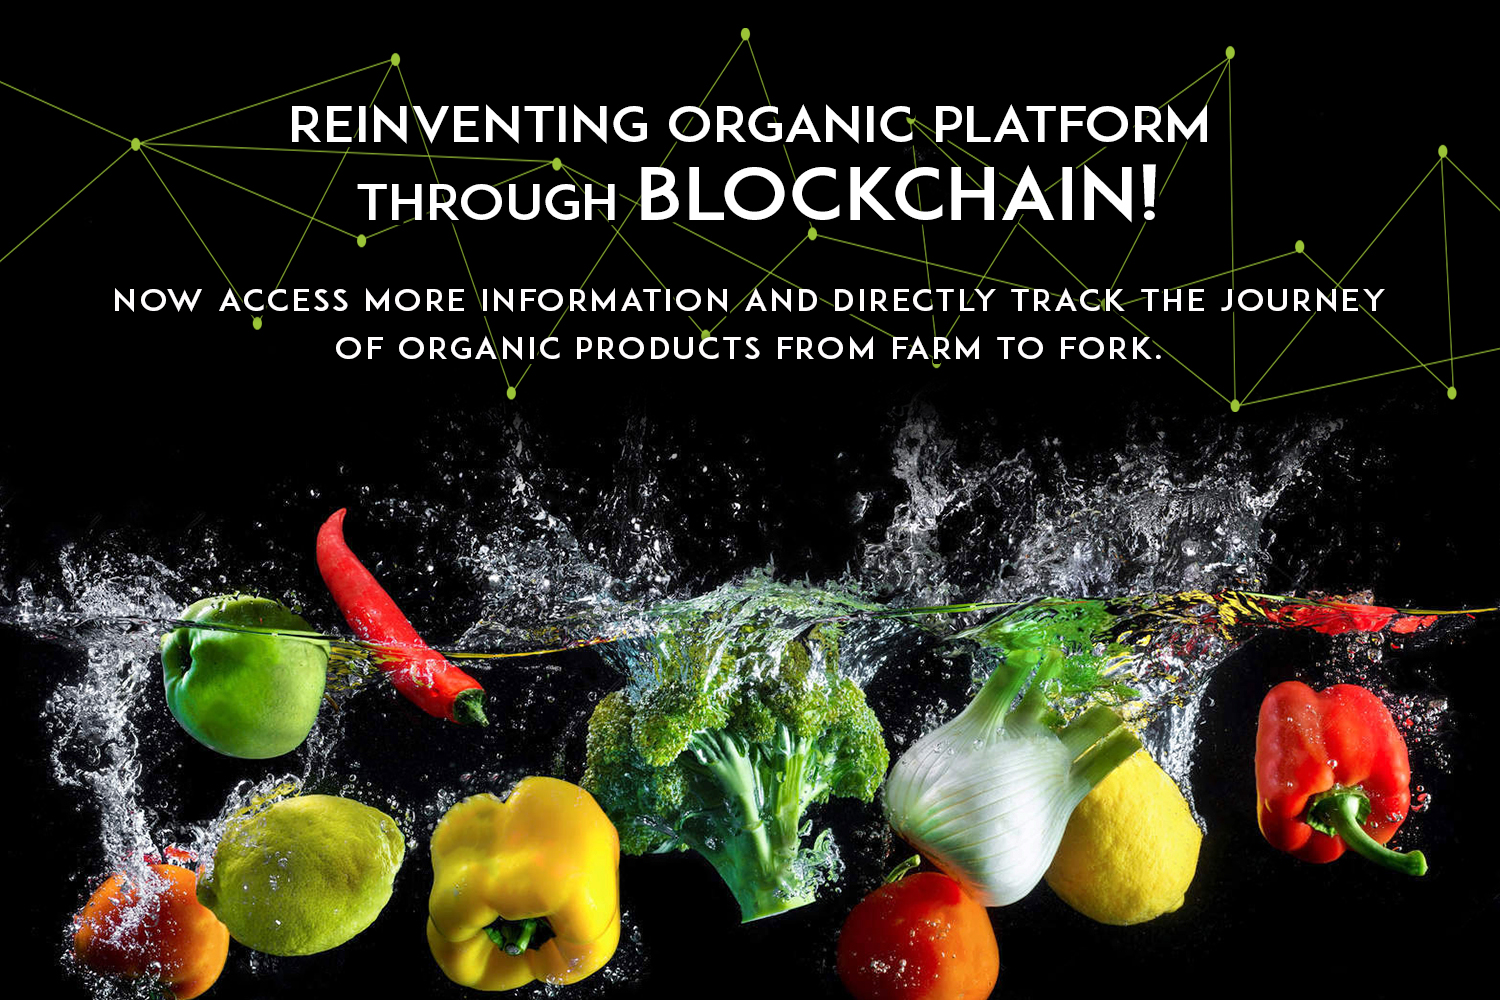 REINVENTING ORGANIC PLATFORM
THROUGH BLOCKCHAIN!
NOW ACCESS MORE INFORMATION AND DIRECTLY TRACK THE JOURNEY
OF ORGANIC PRODUCTS FROM FARM TO FORK.